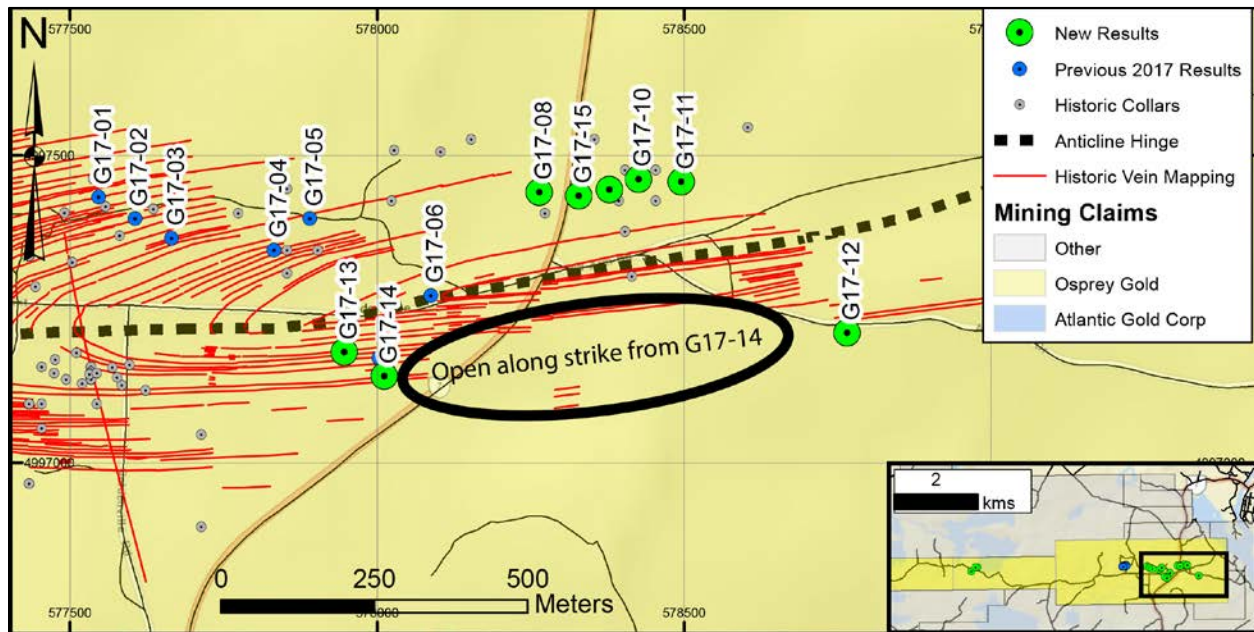 577500
578000
578500
N
4997500
G17-01
G17-02
G17-03
G17-04
G17-05
G17-06
G17-08
G17-15
G17-10
G17-11
G17-12
G17-13
G17-14
Open along strike from G17-14
4997000
0 250 500
Meters
577500
578500
New Results
Previous 2017 Results
Historic Collars
Anticline Hinge
Historic Vein Mapping
Mining Claims
Other
Osprey Gold
Atlantic Gold Corp
2
kms